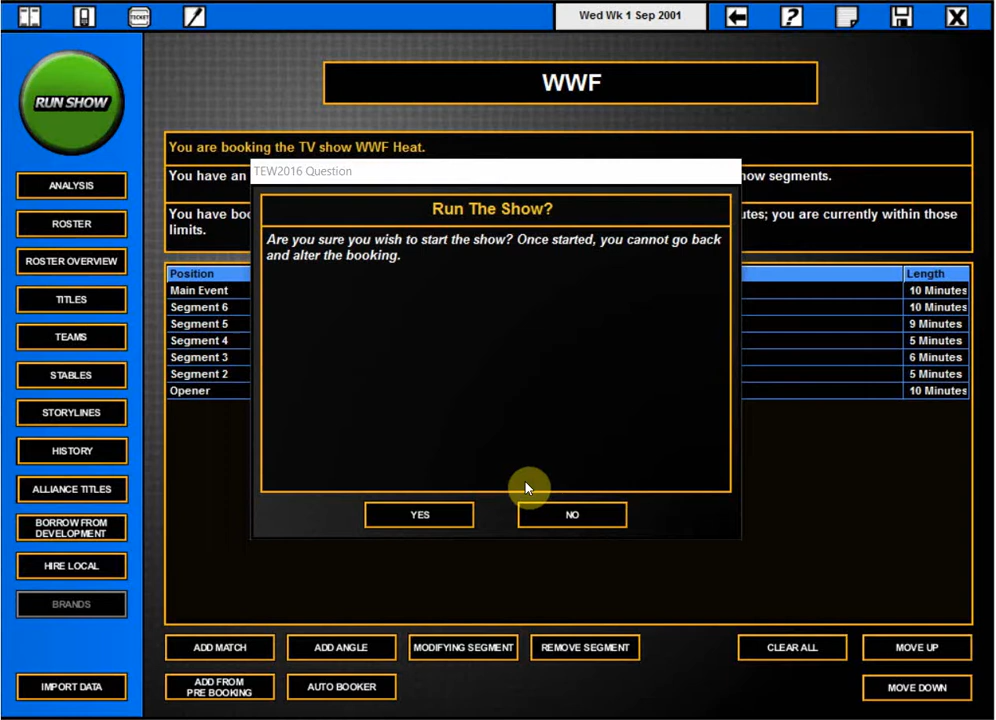 TICKET
Wed Wk 1 Sep 2001
?
X
RUN SHOW
WWF
You are booking the TV show WWF Heat.
You have an
how segments.
You have boo
utes; you are currently within those
limits.
TEW2016 Question
Run The Show?
Are you sure you wish to start the show? Once started, you cannot go back
and alter the booking.
YES
NO
ANALYSIS
ROSTER
ROSTER OVERVIEW
TITLES
TEAMS
STABLES
STORYLINES
HISTORY
ALLIANCE TITLES
BORROW FROM
DEVELOPMENT
HIRE LOCAL
BRANDS
IMPORT DATA
Position Length
Main Event 10 Minutes
Segment 6 10 Minutes
Segment 5 9 Minutes
Segment 4 5 Minutes
Segment 3 6 Minutes
Segment 2 5 Minutes
Opener 10 Minutes
ADD MATCH
ADD ANGLE
MODIFYING SEGMENT
REMOVE SEGMENT
CLEAR ALL
MOVE UP
ADD FROM
PRE BOOKING
AUTO BOOKER
MOVE DOWN